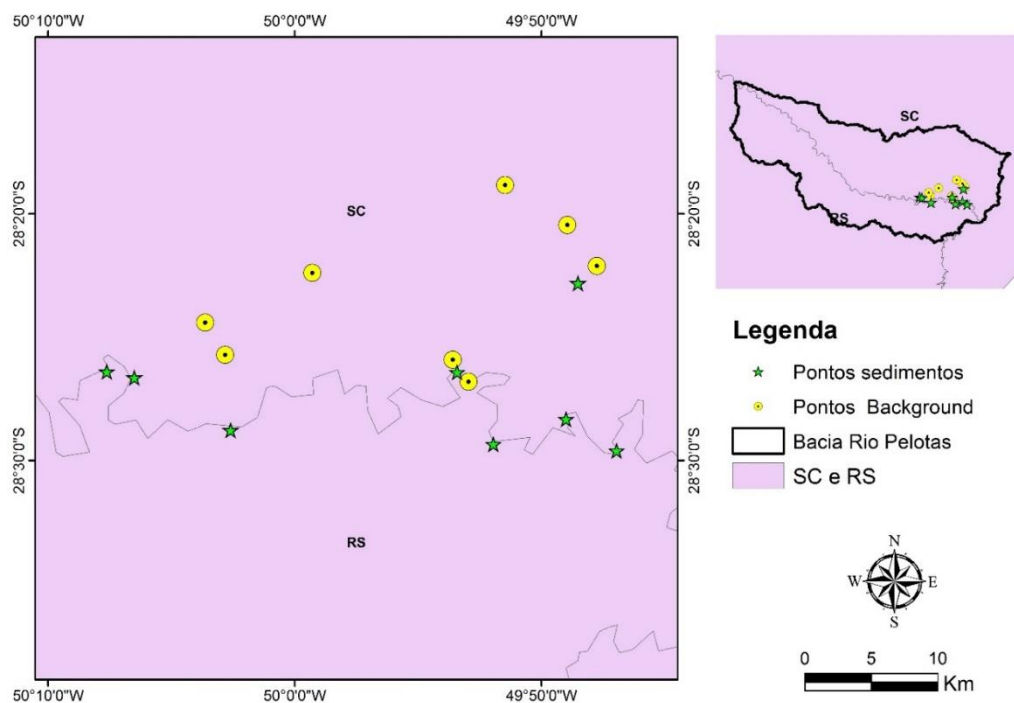 50°10'0"W 50°0'0"W 49°50'0"W
28°20'0"S
28°30'0"S
SC
RS
28°20'0"S
28°30'0"S
50°10'0"W 50°0'0"W 49°50'0"W
SC
RS
Legenda
Pontos sedimentos
Pontos Background
Bacia Rio Pelotas
SC e RS
N
W E
S
0 5 10
Km